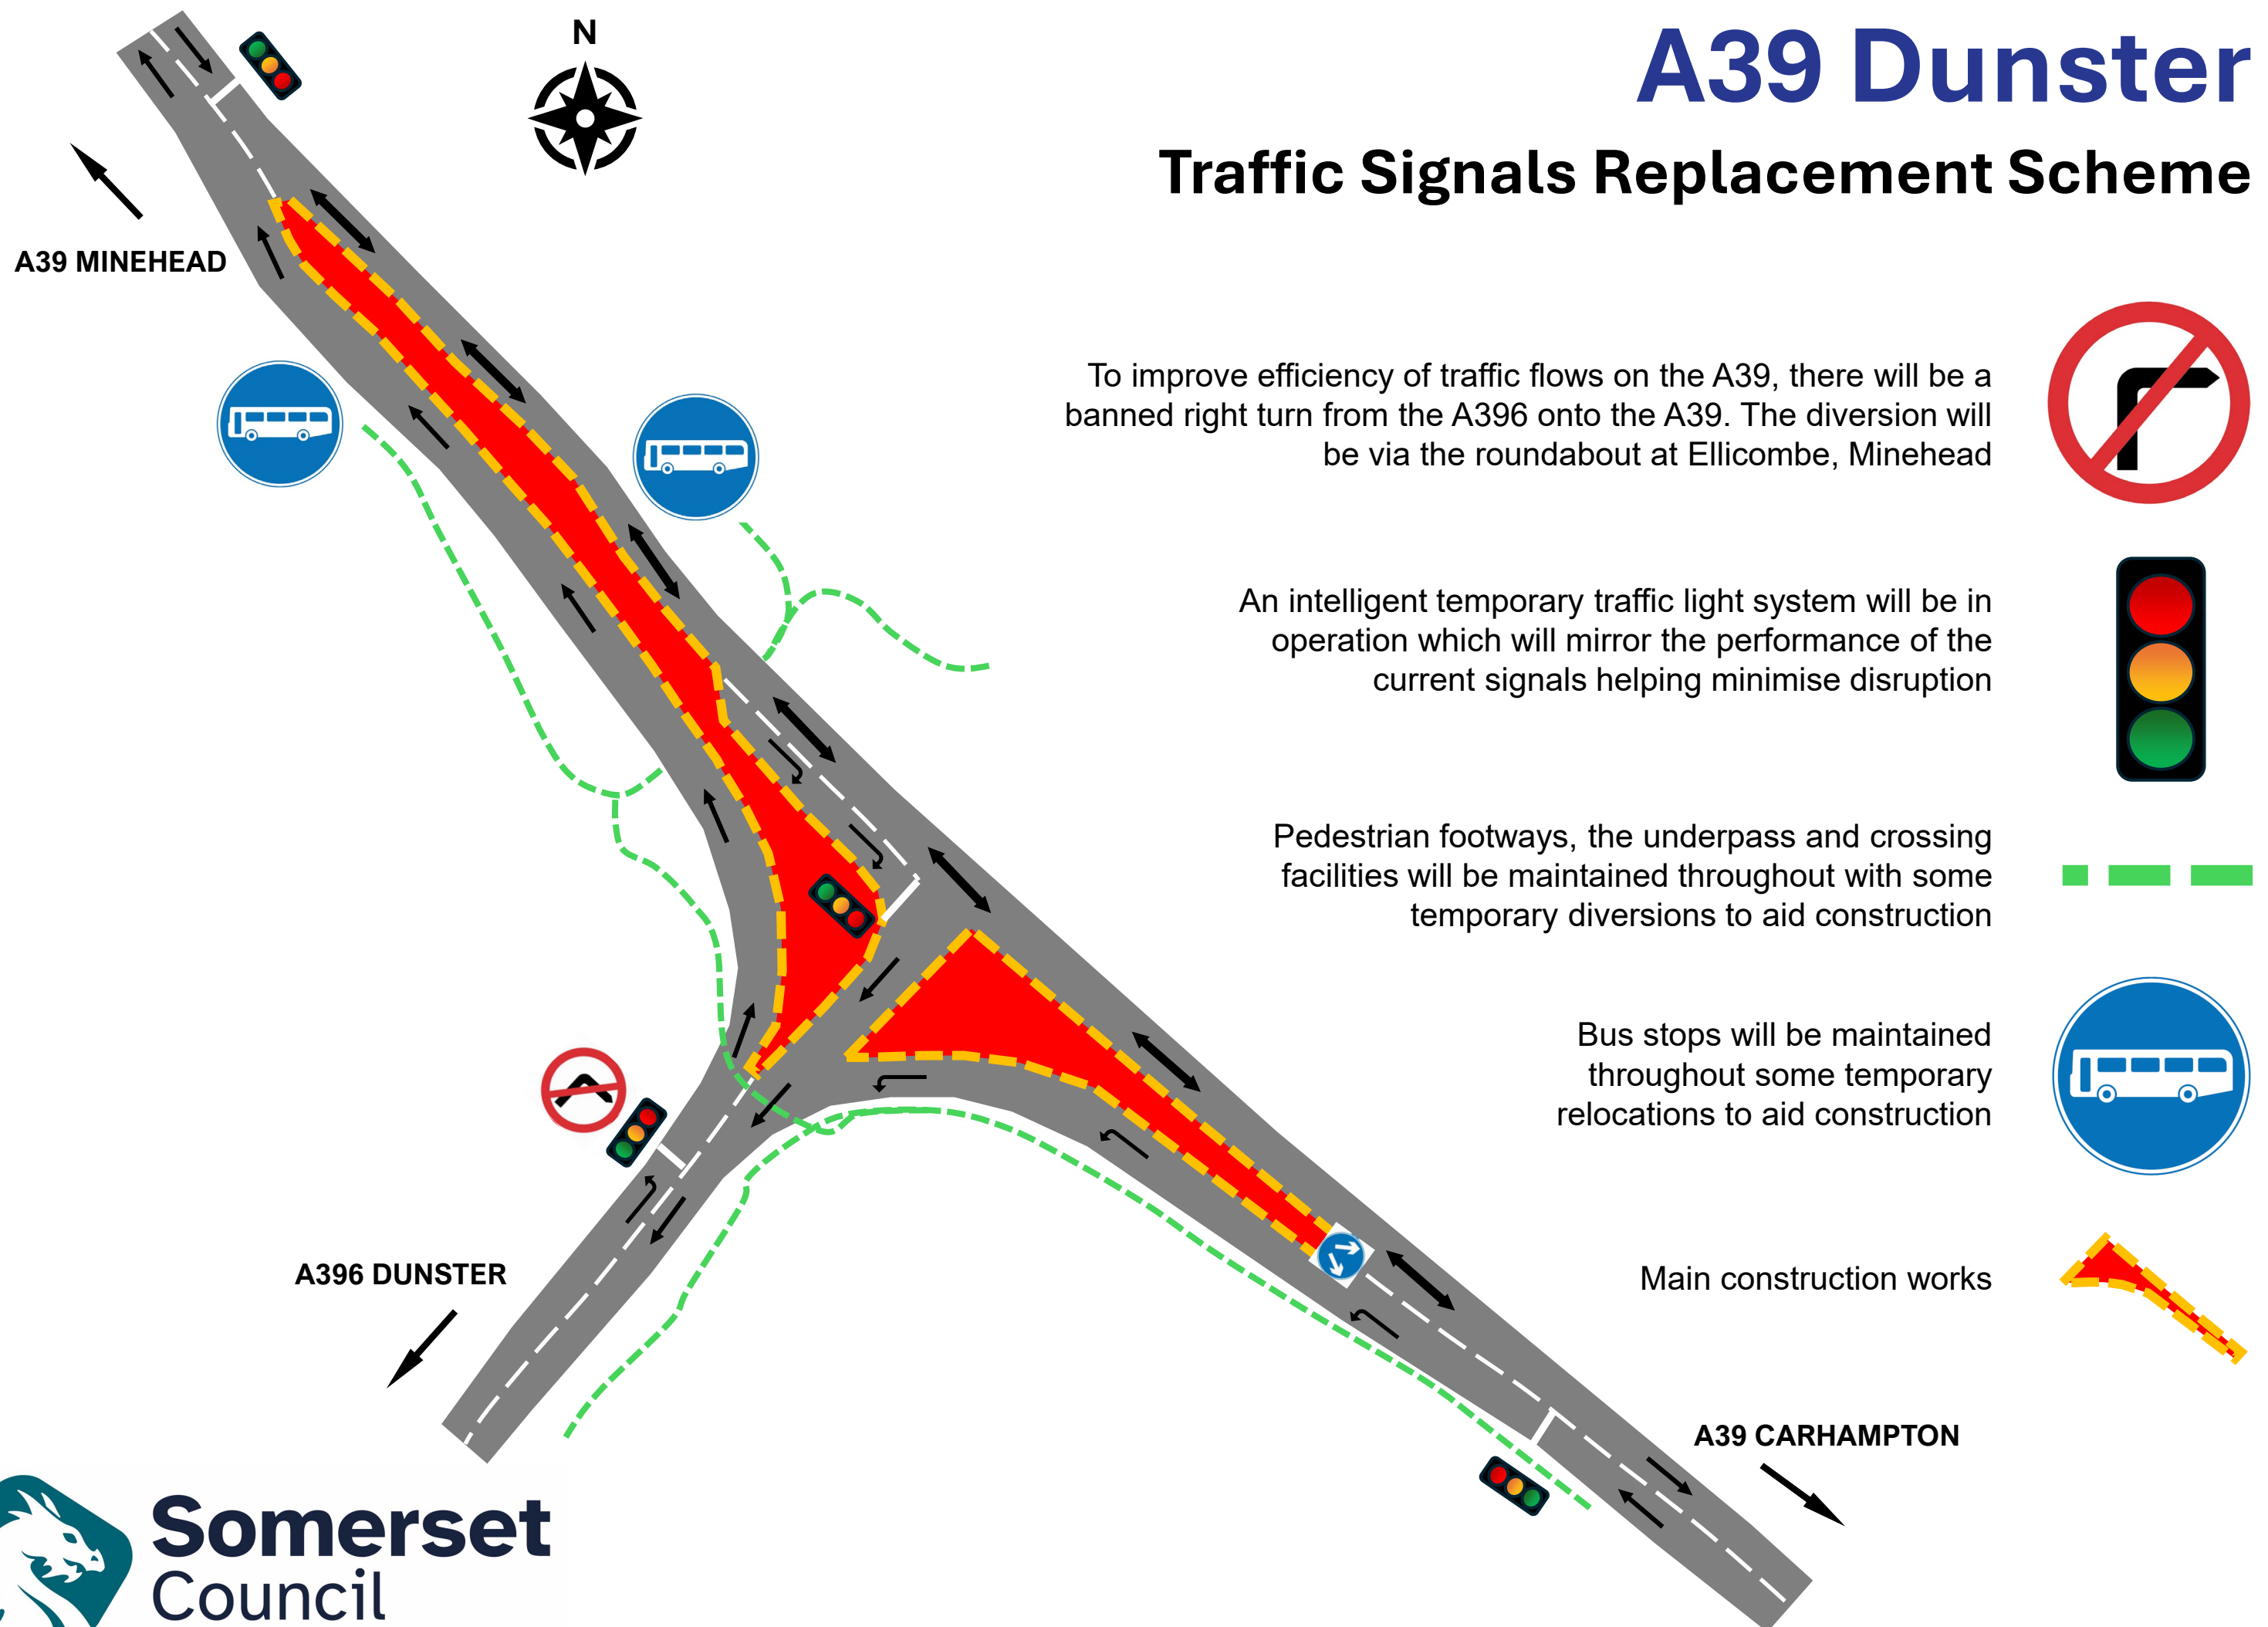 A39 Dunster
Traffic Signals Replacement Scheme
N
A39 MINEHEAD
To improve efficiency of traffic flows on the A39, there will be a
banned right turn from the A396 onto the A39. The diversion will
be via the roundabout at Ellicombe, Minehead
An intelligent temporary traffic light system will be in
operation which will mirror the performance of the
current signals helping minimise disruption
Pedestrian footways, the underpass and crossing
facilities will be maintained throughout with some
temporary diversions to aid construction
Bus stops will be maintained
throughout some temporary
relocations to aid construction
Main construction works
A396 DUNSTER
A39 CARHAMPTON
Somerset
Council